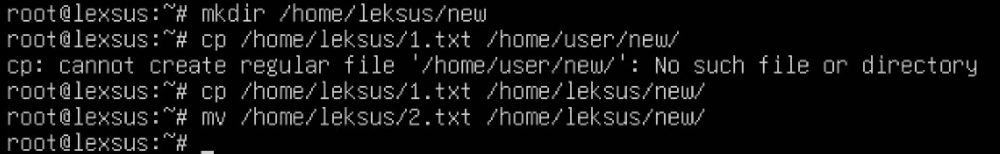 root@lexsus:~# mkdir /home/leksus/new
root@lexsus:~# cp /home/leksus/1.txt /home/user/new/
cp: cannot create regular file '/home/user/new/': No such file or directory
root@lexsus:~# cp /home/leksus/1.txt /home/leksus/new/
root@lexsus:~# mv /home/leksus/2.txt /home/leksus/new/
root@lexsus:~# _